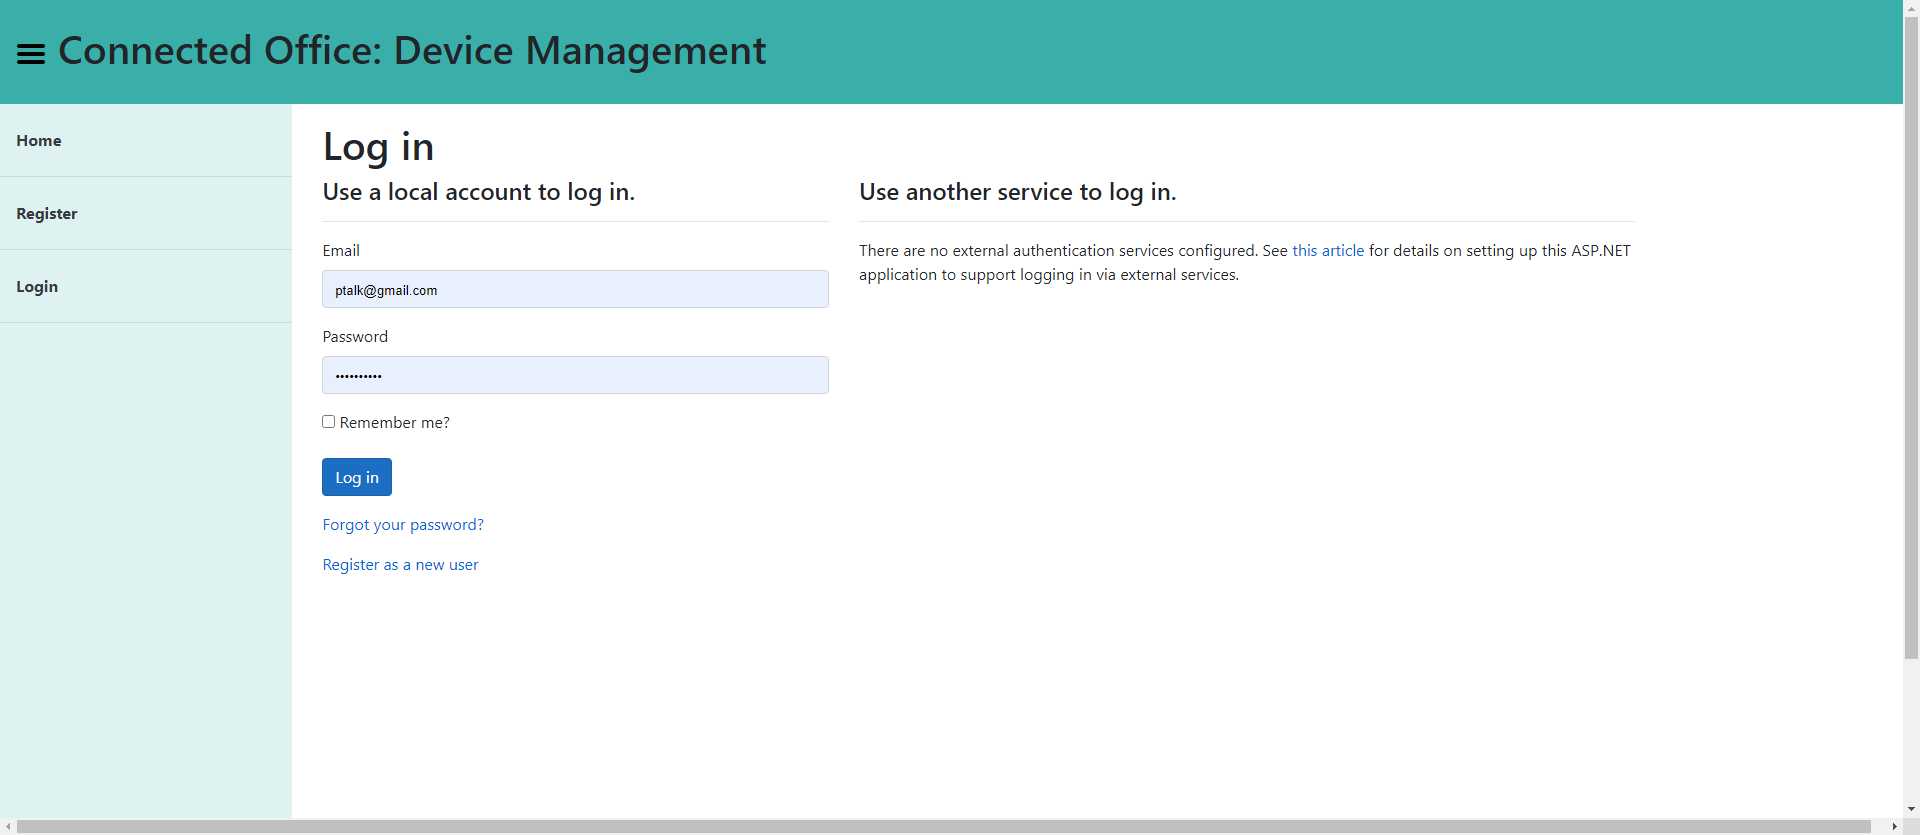 Connected Office: Device Management
Home
Register
Login
Log in
Use a local account to log in.
Email
ptalk@gmail.com
Password
••••••••••
Remember me?
Log in
Forgot your password?
Register as a new user
Use another service to log in.
There are no external authentication services configured. See this article for details on setting up this ASP.NET
application to support logging in via external services.